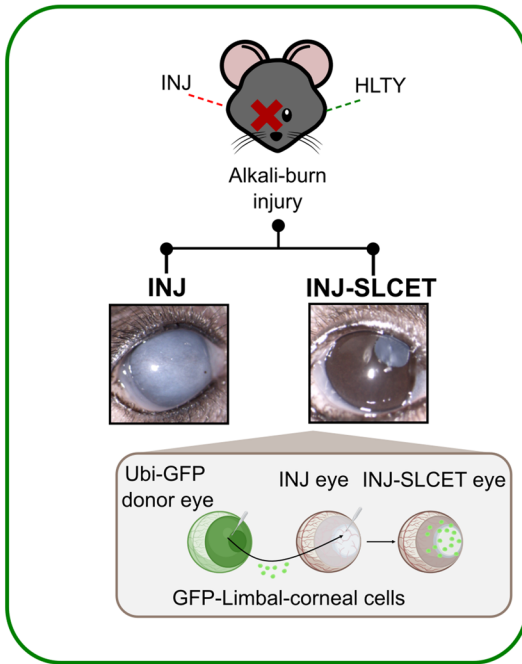 INJ
HLTY
Alkali-burn
injury
INJ
INJ-SLCET
Ubi-GFP
donor eye
INJ eye
INJ-SLCET eye
GFP-Limbal-corneal cells